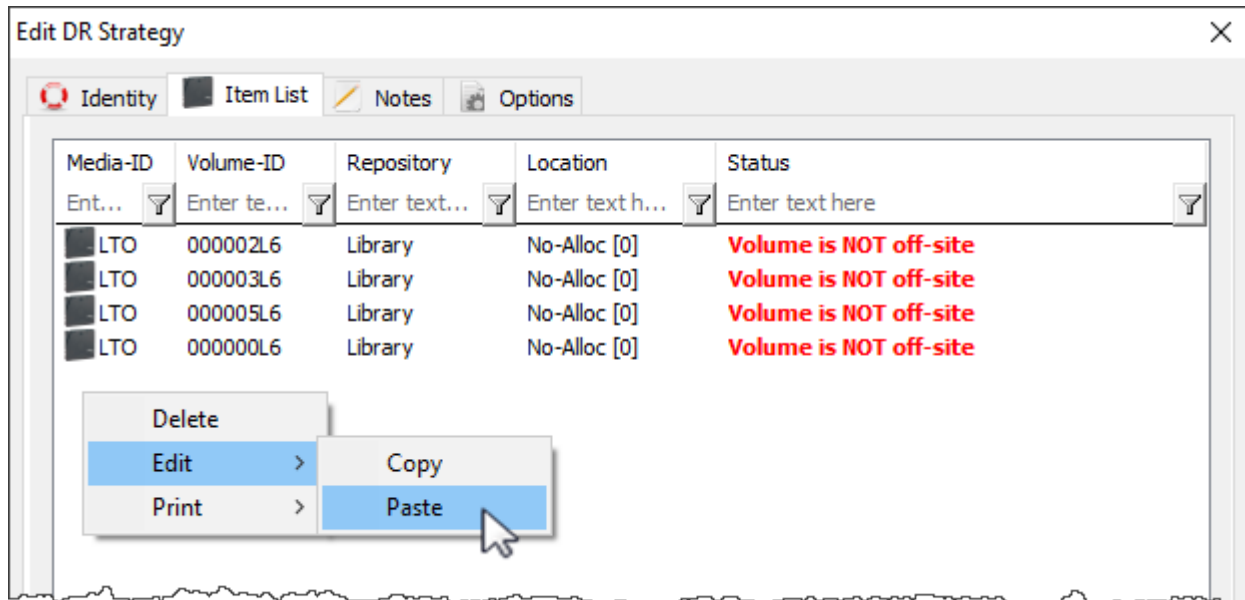 Edit DR Strategy
Identity Item List Notes Options
Media-ID Volume-ID Repository Location Status
Ent... Enter te... Enter text... Enter text h... Enter text here
LTO 000002L6 Library No-Alloc [0] Volume is NOT off-site
LTO 000003L6 Library No-Alloc [0] Volume is NOT off-site
LTO 000005L6 Library No-Alloc [0] Volume is NOT off-site
LTO 000000L6 Library No-Alloc [0] Volume is NOT off-site
Delete
Edit > Copy
Print > Paste